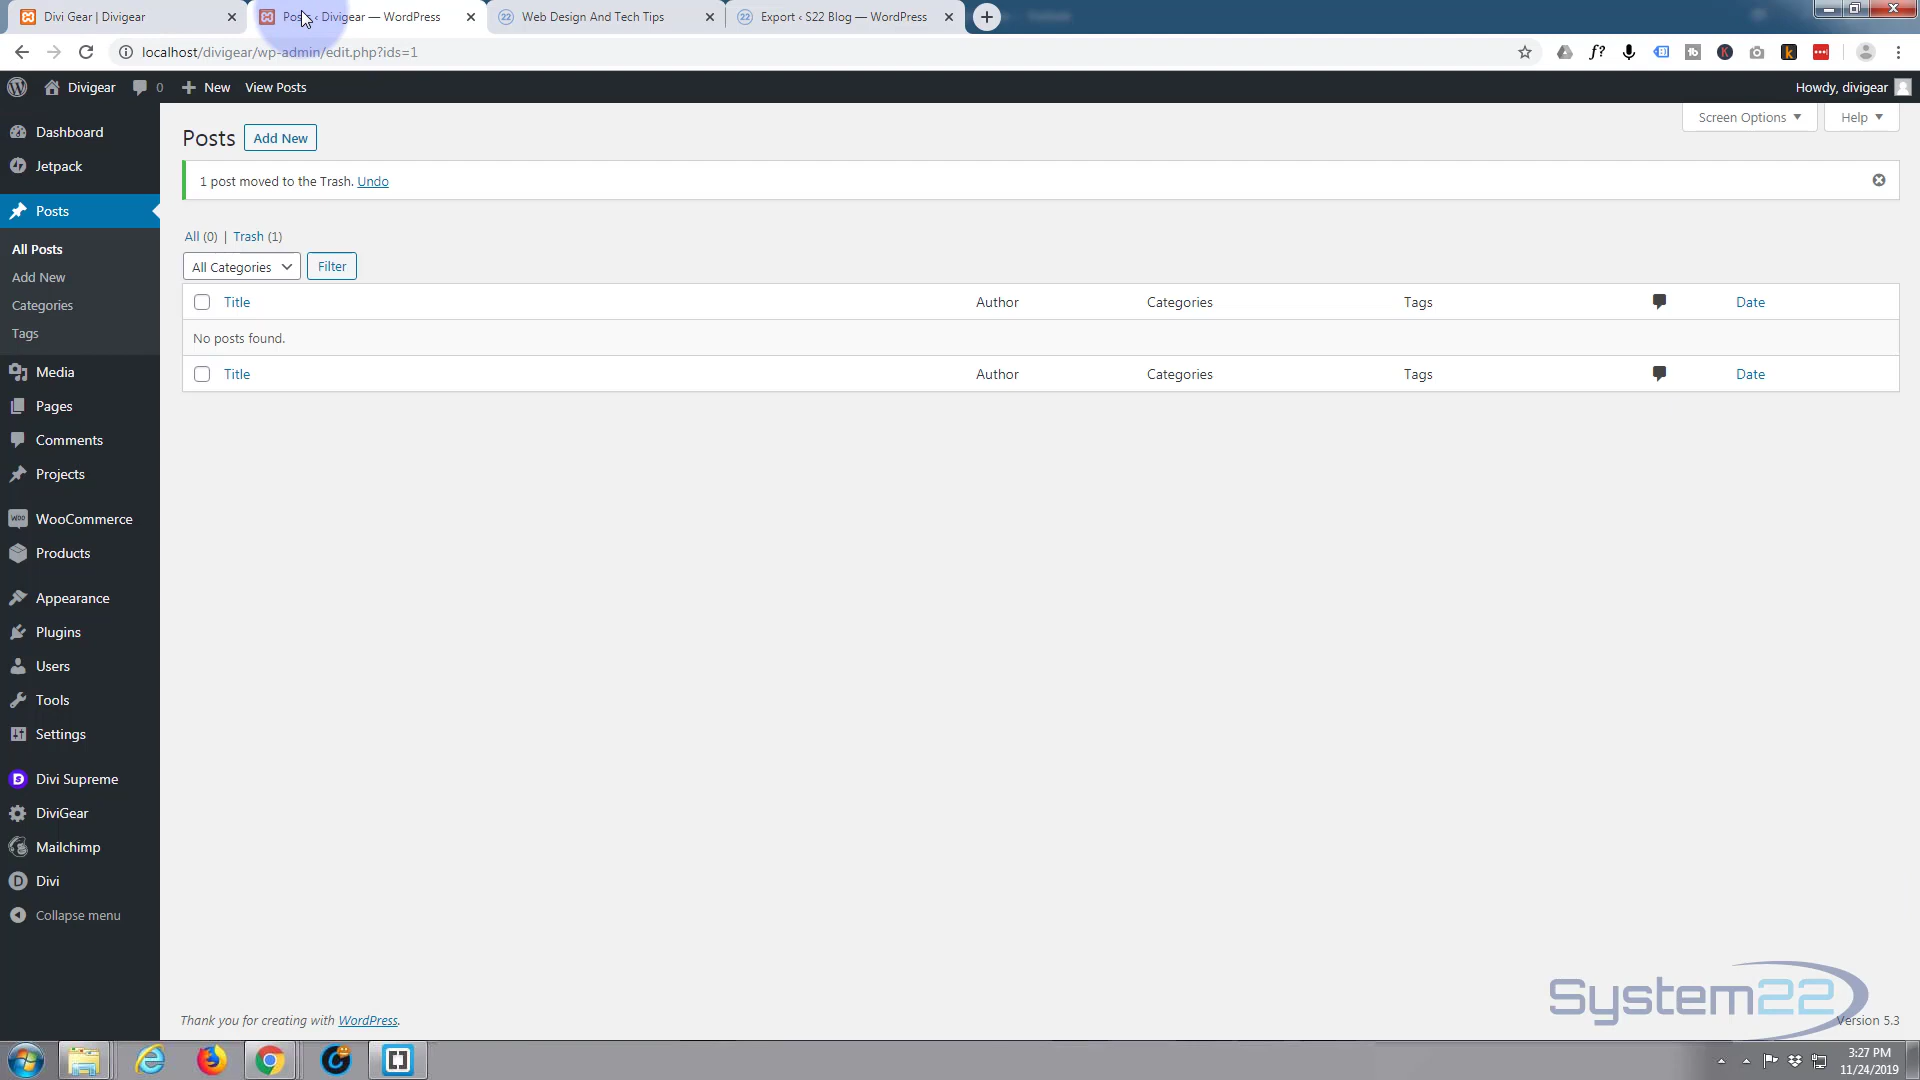 Divi Gear | Divigear
Pos ‹ Divigear — WordPress
Web Design And Tech Tips
Export ‹ S22 Blog — WordPress
localhost/divigear/wp-admin/edit.php?ids=1
Divigear 0 New View Posts Howdy, divigear
Screen Options Help
Dashboard
Jetpack
Posts
All Posts
Add New
Categories
Tags
Media
Pages
Comments
Projects
WooCommerce
Products
Appearance
Plugins
Users
Tools
Settings
Divi Supreme
DiviGear
Mailchimp
Divi
Collapse menu
Posts Add New
1 post moved to the Trash. Undo
All (0) | Trash (1)
All Categories Filter
Title Author Categories Tags Date
No posts found.
Title Author Categories Tags Date
System22
Thank you for creating with WordPress. Version 5.3
3:27 PM
11/24/2019